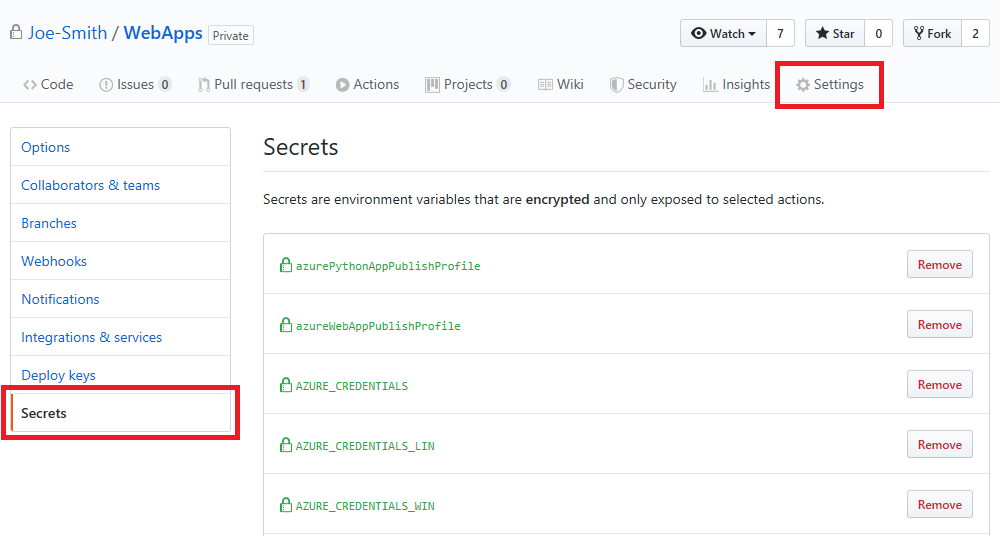 Joe-Smith / WebApps Private
Watch 7 Star 0 Fork 2
Code Issues 0 Pull requests 1 Actions Projects 0 Wiki Security Insights Settings
Options
Collaborators & teams
Branches
Webhooks
Notifications
Integrations & services
Deploy keys
Secrets
Secrets
Secrets are environment variables that are encrypted and only exposed to selected actions.
azurePythonAppPublishProfile Remove
azureWebAppPublishProfile Remove
AZURE_CREDENTIALS Remove
AZURE_CREDENTIALS_LIN Remove
AZURE_CREDENTIALS_WIN Remove